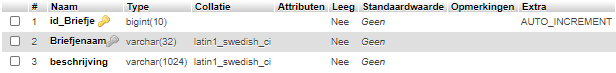 # Naam Type Collatie Attributen Leeg Standaardwaarde Opmerkingen Extra
1 id_Briefje bigint(10) Nee Geen AUTO_INCREMENT
2 Briefjenaam varchar(32) latin1_swedish_ci Nee Geen
3 beschrijving varchar(1024) latin1_swedish_ci Nee Geen